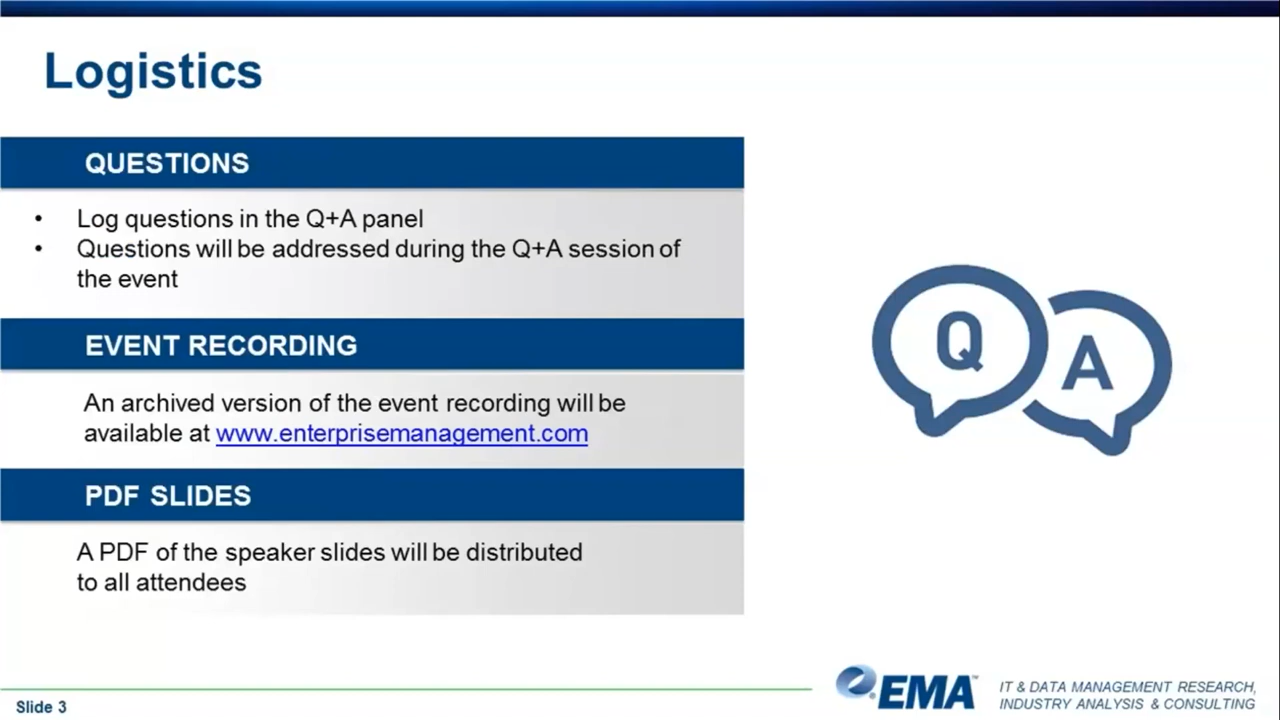 Logistics
QUESTIONS
• Log questions in the Q+A panel
• Questions will be addressed during the Q+A session of
the event
EVENT RECORDING
An archived version of the event recording will be
available at www.enterprisemanagement.com
PDF SLIDES
A PDF of the speaker slides will be distributed
to all attendees
Q
A
Slide 3
EMA™
IT & DATA MANAGEMENT RESEARCH,
INDUSTRY ANALYSIS & CONSULTING